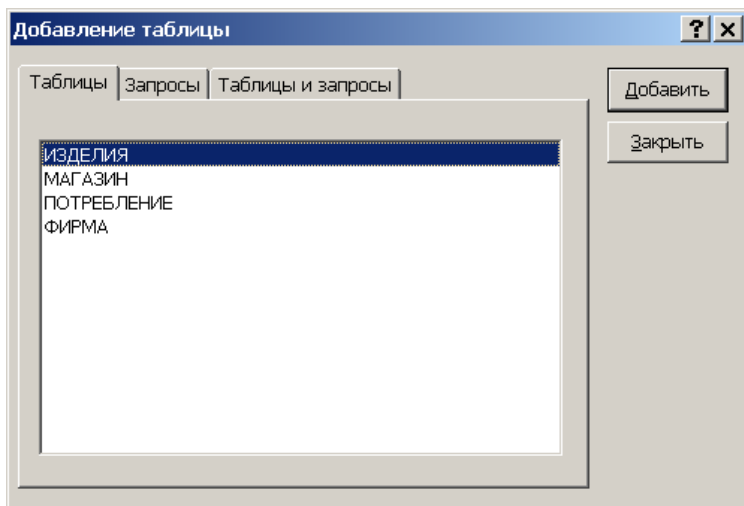 Добавление таблицы
Таблицы Запросы Таблицы и запросы
Добавить
Закрыть
ИЗДЕЛИЯ
МАГАЗИН
ПОТРЕБЛЕНИЕ
ФИРМА